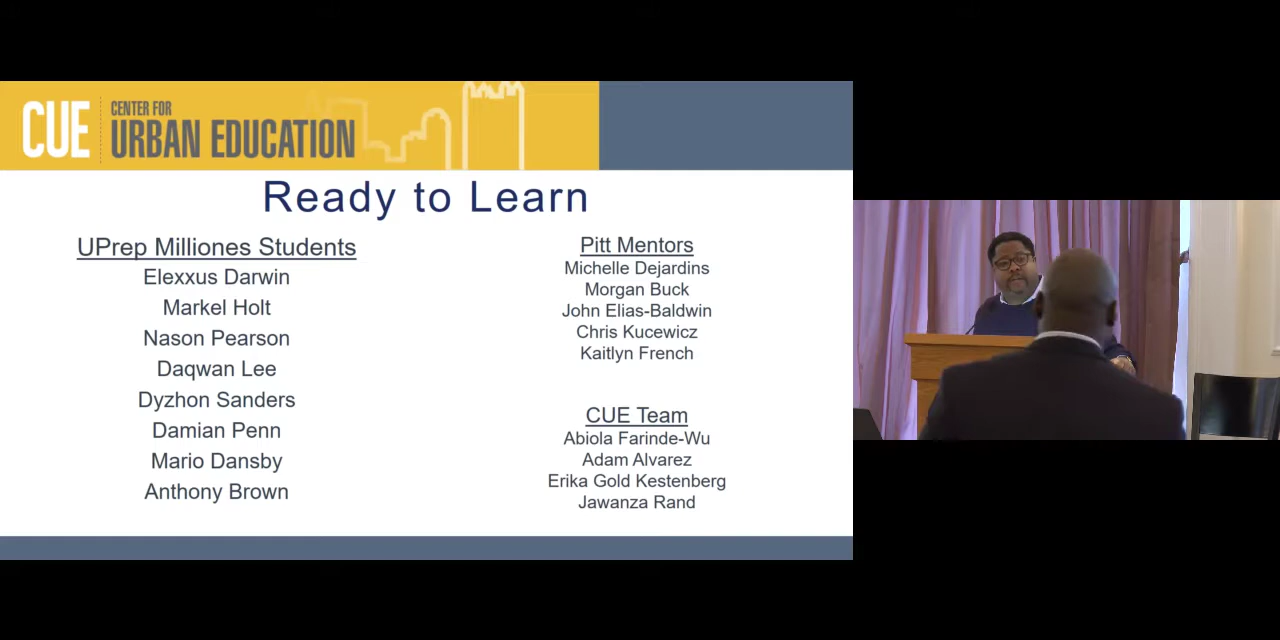 CUE
CENTER FOR
URBAN EDUCATION
Ready to Learn
UPrep Milliones Students
Elexxus Darwin
Markel Holt
Nason Pearson
Daqwan Lee
Dyzhon Sanders
Damian Penn
Mario Dansby
Anthony Brown
Pitt Mentors
Michelle Dejardins
Morgan Buck
John Elias-Baldwin
Chris Kucewicz
Kaitlyn French
CUE Team
Abiola Farinde-Wu
Adam Alvarez
Erika Gold Kestenberg
Jawanza Rand